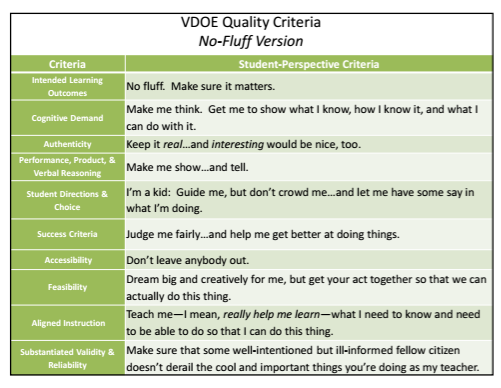 VDOE Quality Criteria
No-Fluff Version
Criteria
Student-Perspective Criteria
Intended Learning
Outcomes
No fluff. Make sure it matters.
Cognitive Demand
Make me think. Get me to show what I know, how I know it, and what I
can do with it.
Authenticity
Keep it real…and interesting would be nice, too.
Performance, Product, &
Verbal Reasoning
Make me show…and tell.
Student Directions &
Choice
I'm a kid: Guide me, but don't crowd me…and let me have some say in
what I'm doing.
Success Criteria
Judge me fairly…and help me get better at doing things.
Accessibility
Don't leave anybody out.
Feasibility
Dream big and creatively for me, but get your act together so that we can
actually do this thing.
Aligned Instruction
Teach me—I mean, really help me learn—what I need to know and need
to be able to do so that I can do this thing.
Substantiated Validity &
Reliability
Make sure that some well-intentioned but ill-informed fellow citizen
doesn't derail the cool and important things you're doing as my teacher.